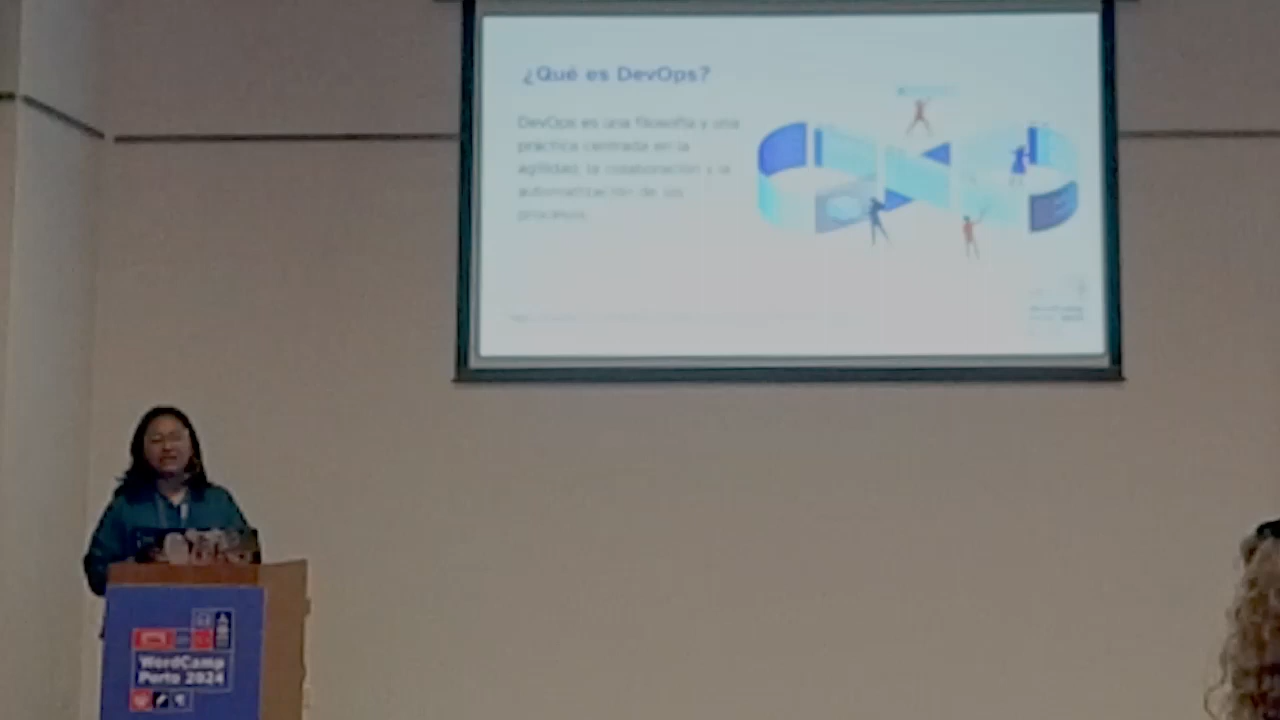 ¿Qué es DevOps?
DevOps es una filosofía y una
práctica centrada en la
agilidad, la colaboración y la
automatización de los
procesos.
WordCamp
Porto 2024